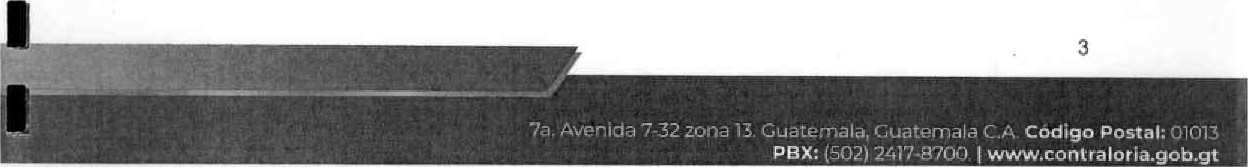 3
7a. Avenida 7-32 zona 13. Guatemala, Guatemala C.A. Código Postal: 01013
PBX: (502) 2417-8700. | www.contraloria.gob.gt